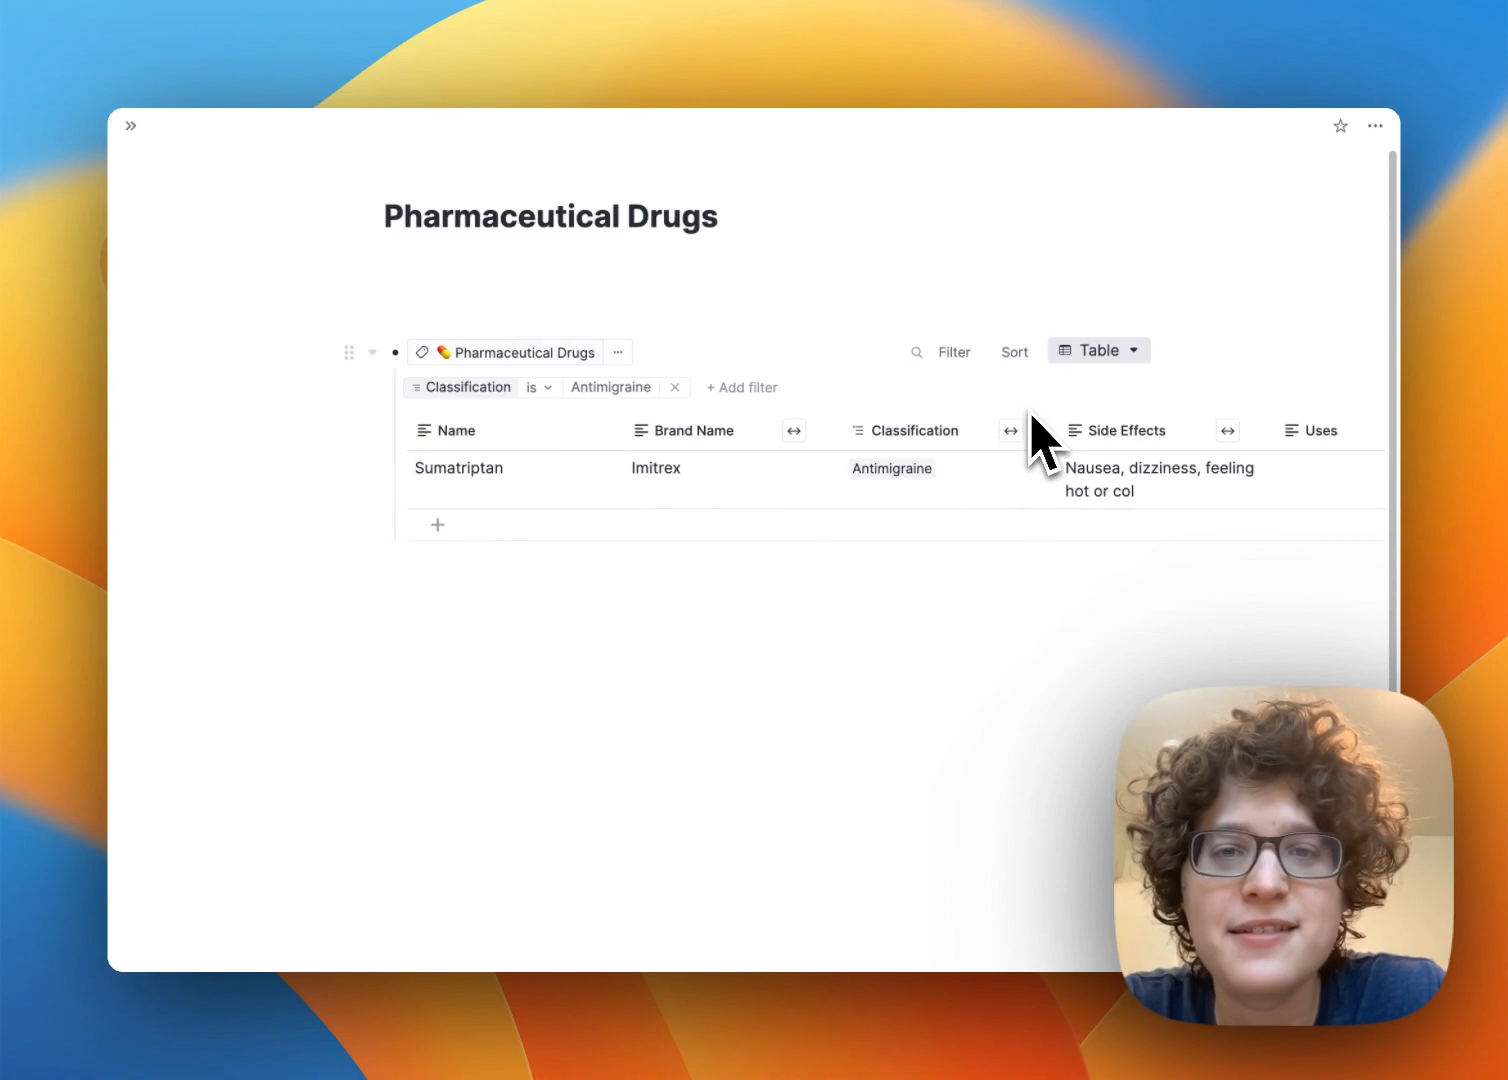 Pharmaceutical Drugs
Pharmaceutical Drugs
Filter
Sort
Table
Classification is Antimigraine + Add filter
Name Brand Name Classification Side Effects Uses
Sumatriptan Imitrex Antimigraine Nausea, dizziness, feeling
hot or col